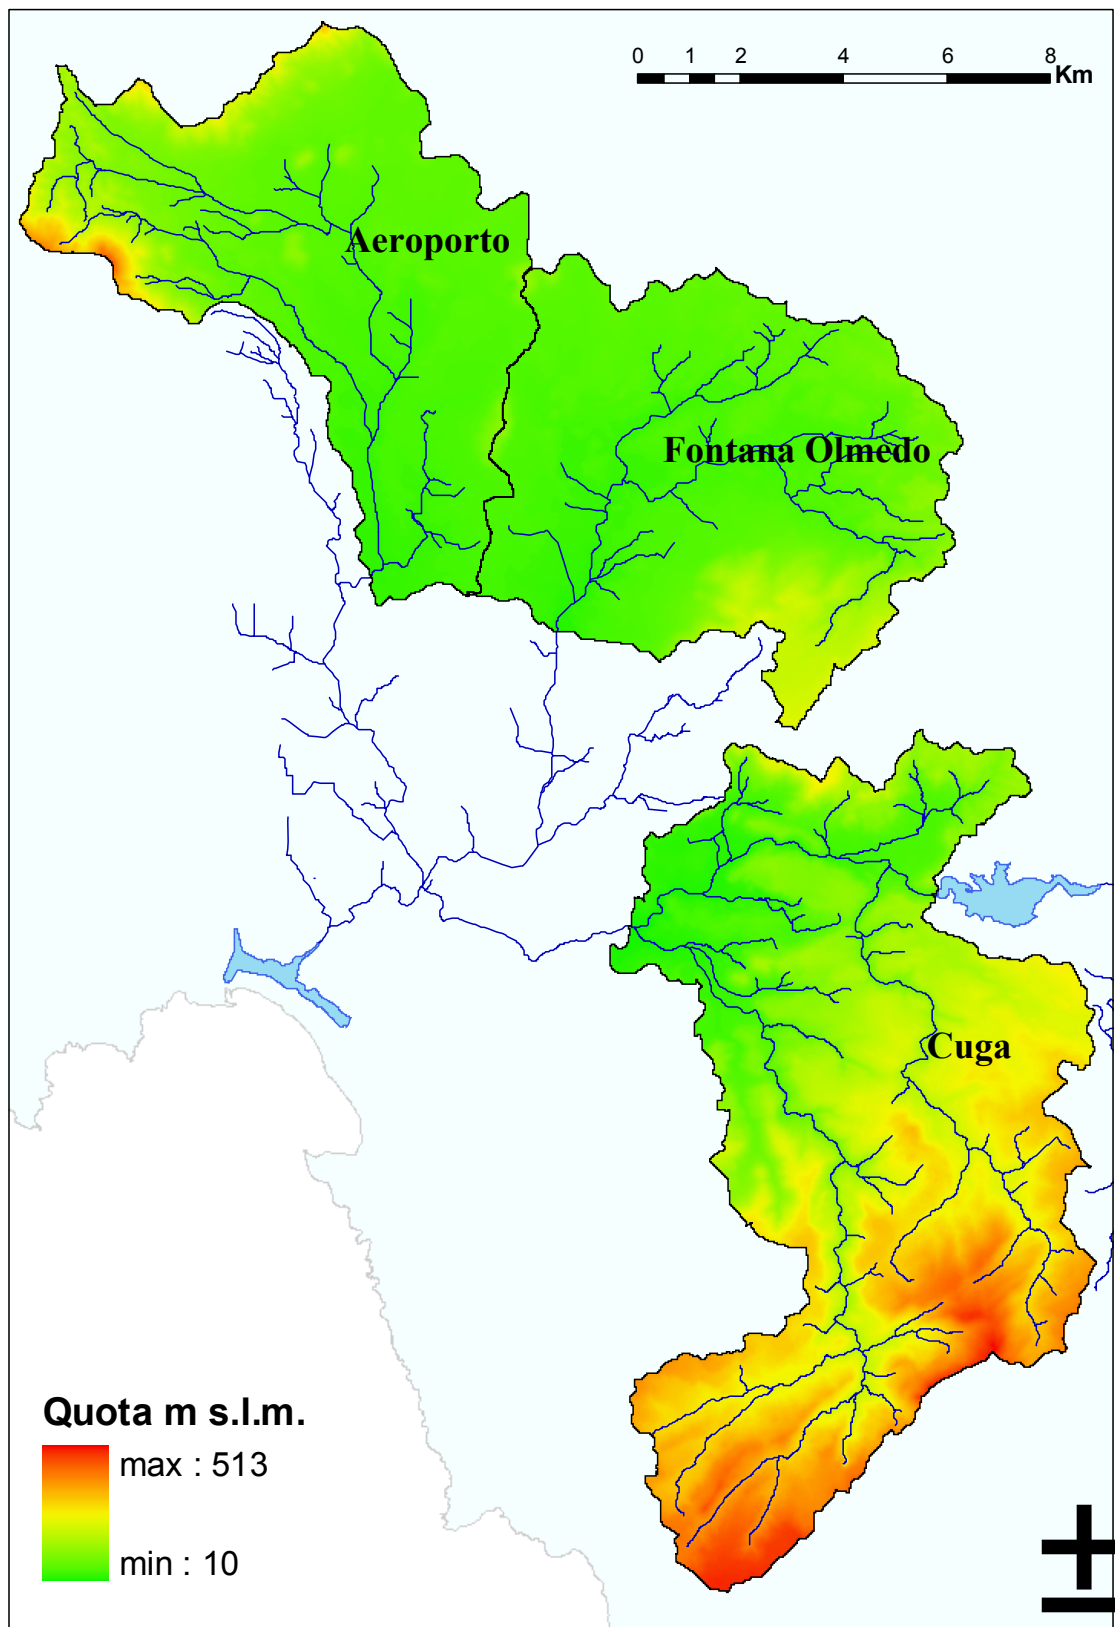 0 1 2 4 6 8
Km
Aeroporto
Fontana Olmedo
Cuga
Quota m s.l.m.
max : 513
min : 10